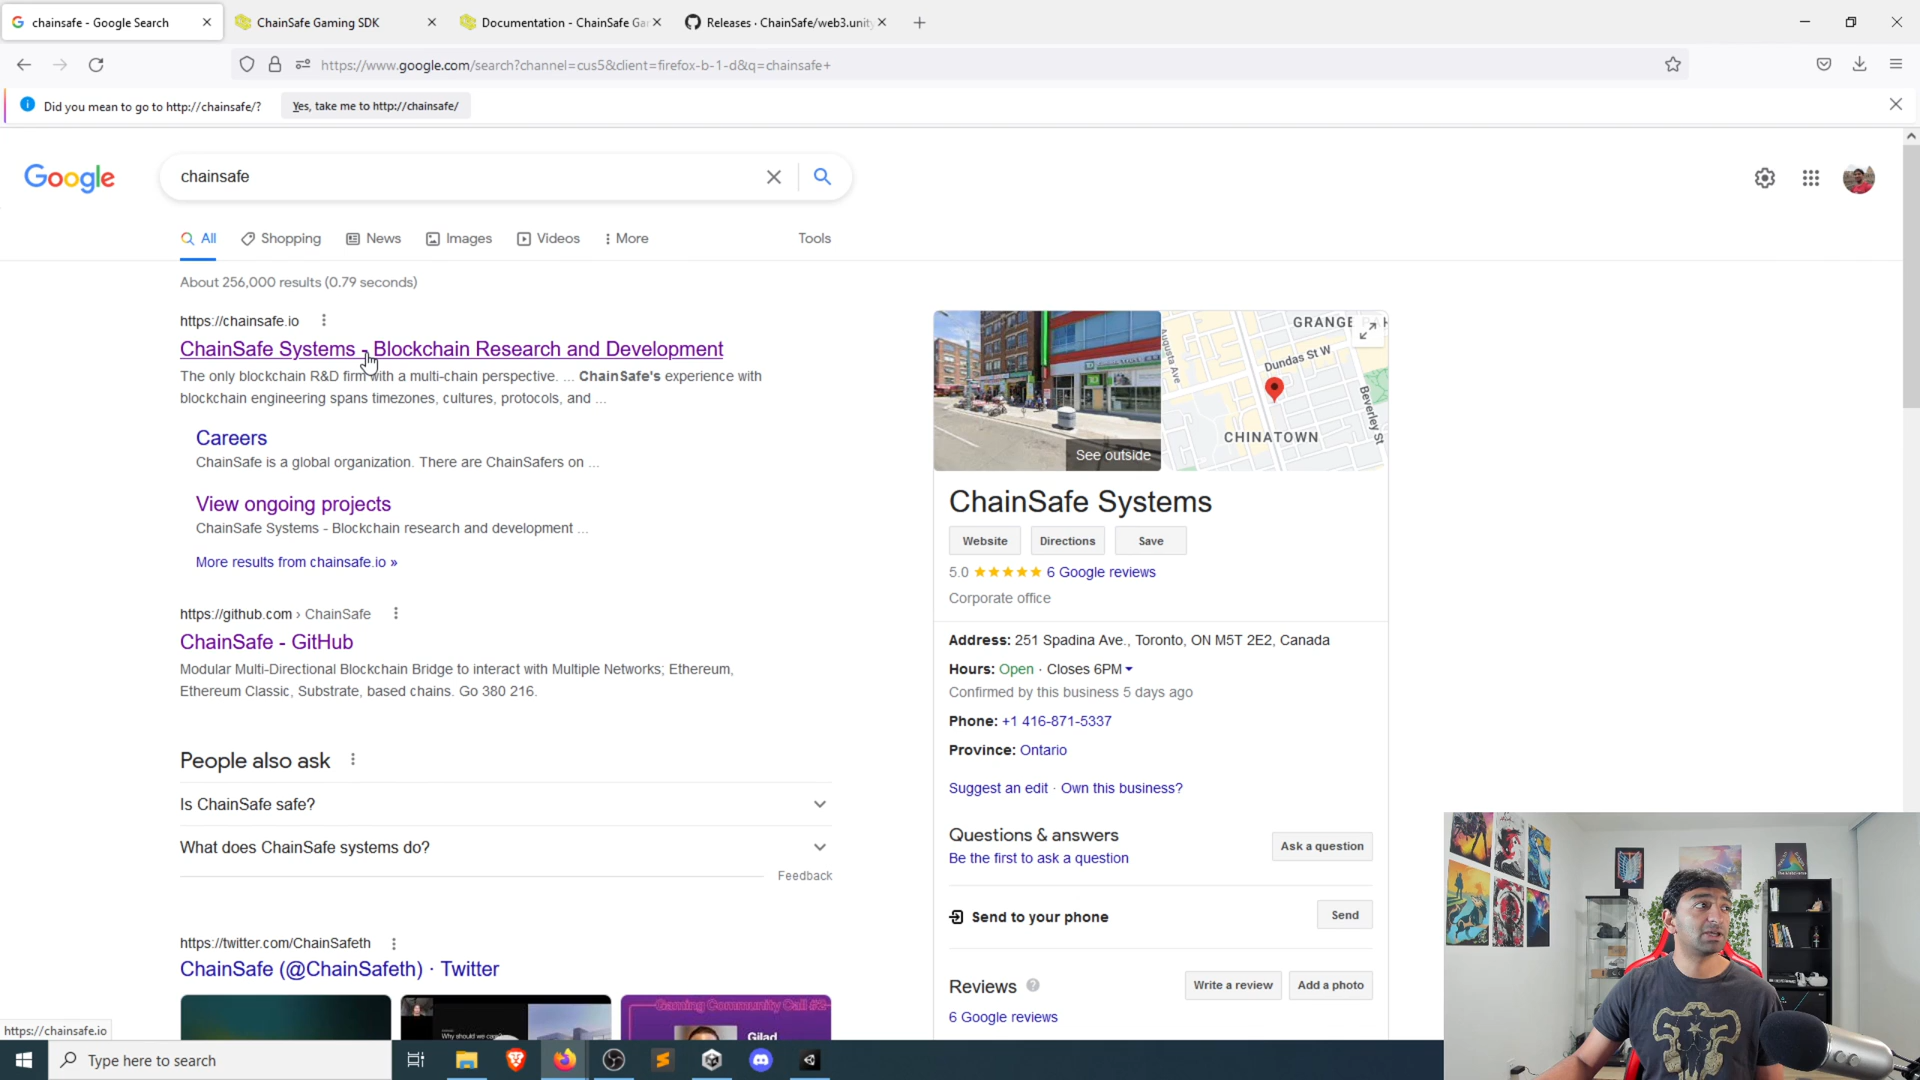 chainsafe - Google Search
ChainSafe Gaming SDK
Documentation - ChainSafe Ga
Releases · ChainSafe/web3.unity
https://www.google.com/search?channel=cus5&client=firefox-b-1-d&q=chainsafe+
Did you mean to go to http://chainsafe/?
Yes, take me to http://chainsafe/
Google
chainsafe
All
Shopping
News
Images
Videos
More
Tools
About 256,000 results (0.79 seconds)
https://chainsafe.io
ChainSafe Systems - Blockchain Research and Development
The only blockchain R&D firm with a multi-chain perspective. ... ChainSafe's experience with
blockchain engineering spans timezones, cultures, protocols, and ...
Careers
ChainSafe is a global organization. There are ChainSafers on ...
View ongoing projects
ChainSafe Systems - Blockchain research and development ...
More results from chainsafe.io »
https://github.com › ChainSafe
ChainSafe - GitHub
Modular Multi-Directional Blockchain Bridge to interact with Multiple Networks; Ethereum,
Ethereum Classic, Substrate, based chains. Go 380 216.
People also ask
Is ChainSafe safe?
What does ChainSafe systems do?
Feedback
https://twitter.com/ChainSafeth
ChainSafe (@ChainSafeth) · Twitter
Why should we care?
Gaming Community Call #2
Gilad
See outside
GRANGE
Dundas St W
Augusta Ave
Beverley St
CHINATOWN
ChainSafe Systems
Website
Directions
Save
5.0 ★★★★★ 6 Google reviews
Corporate office
Address: 251 Spadina Ave., Toronto, ON M5T 2E2, Canada
Hours: Open · Closes 6PM
Confirmed by this business 5 days ago
Phone: +1 416-871-5337
Province: Ontario
Suggest an edit · Own this business?
Questions & answers
Be the first to ask a question
Ask a question
Send to your phone
Send
Reviews
Write a review
Add a photo
6 Google reviews
https://chainsafe.io
Type here to search